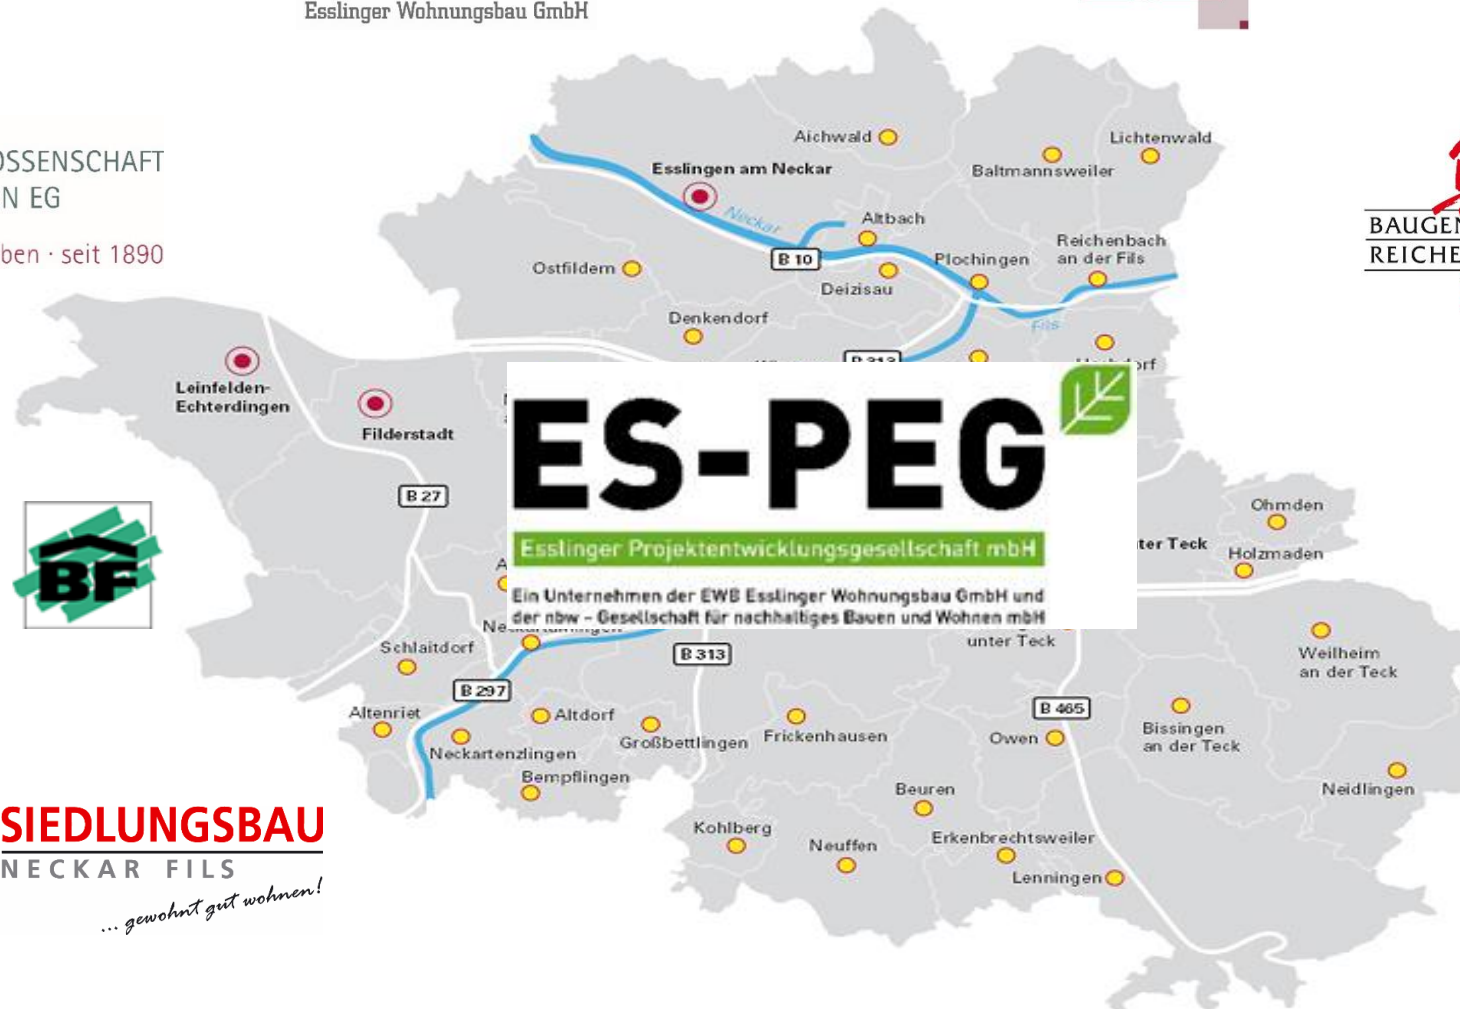 Esslinger Wohnungsbau GmbH
OSSENSCHAFT
N EG
ben · seit 1890
BAUGEN
REICHE
Aichwald
Lichtenwald
Baltmannsweiler
Esslingen am Neckar
Neckar
Altbach
Reichenbach
an der Fils
B 10
Plochingen
Ostfildern
Deizisau
Denkendorf
Fils
B 313
Leinfelden-
Echterdingen
Filderstadt
B 27
ES-PEG
Esslinger Projektentwicklungsgesellschaft mbH
Ein Unternehmen der EWB Esslinger Wohnungsbau GmbH und
der nbw – Gesellschaft für nachhaltiges Bauen und Wohnen mbH
Ohmden
ter Teck
Holzmaden
BF
Schlaitdorf
B 313
unter Teck
Weilheim
an der Teck
B 297
B 465
Altenriet
Altdorf
Großbettlingen
Frickenhausen
Owen
Bissingen
an der Teck
Neckartenzlingen
Bempflingen
Beuren
Neidlingen
Kohlberg
Neuffen
Erkenbrechtsweiler
Lenningen
SIEDLUNGSBAU
NECKAR FILS
... gewohnt gut wohnen!